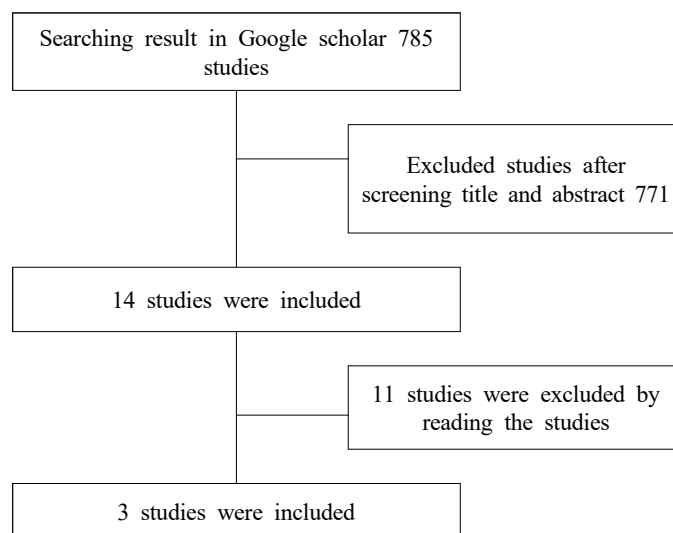 Searching result in Google scholar 785
studies
Excluded studies after
screening title and abstract 771
14 studies were included
11 studies were excluded by
reading the studies
3 studies were included